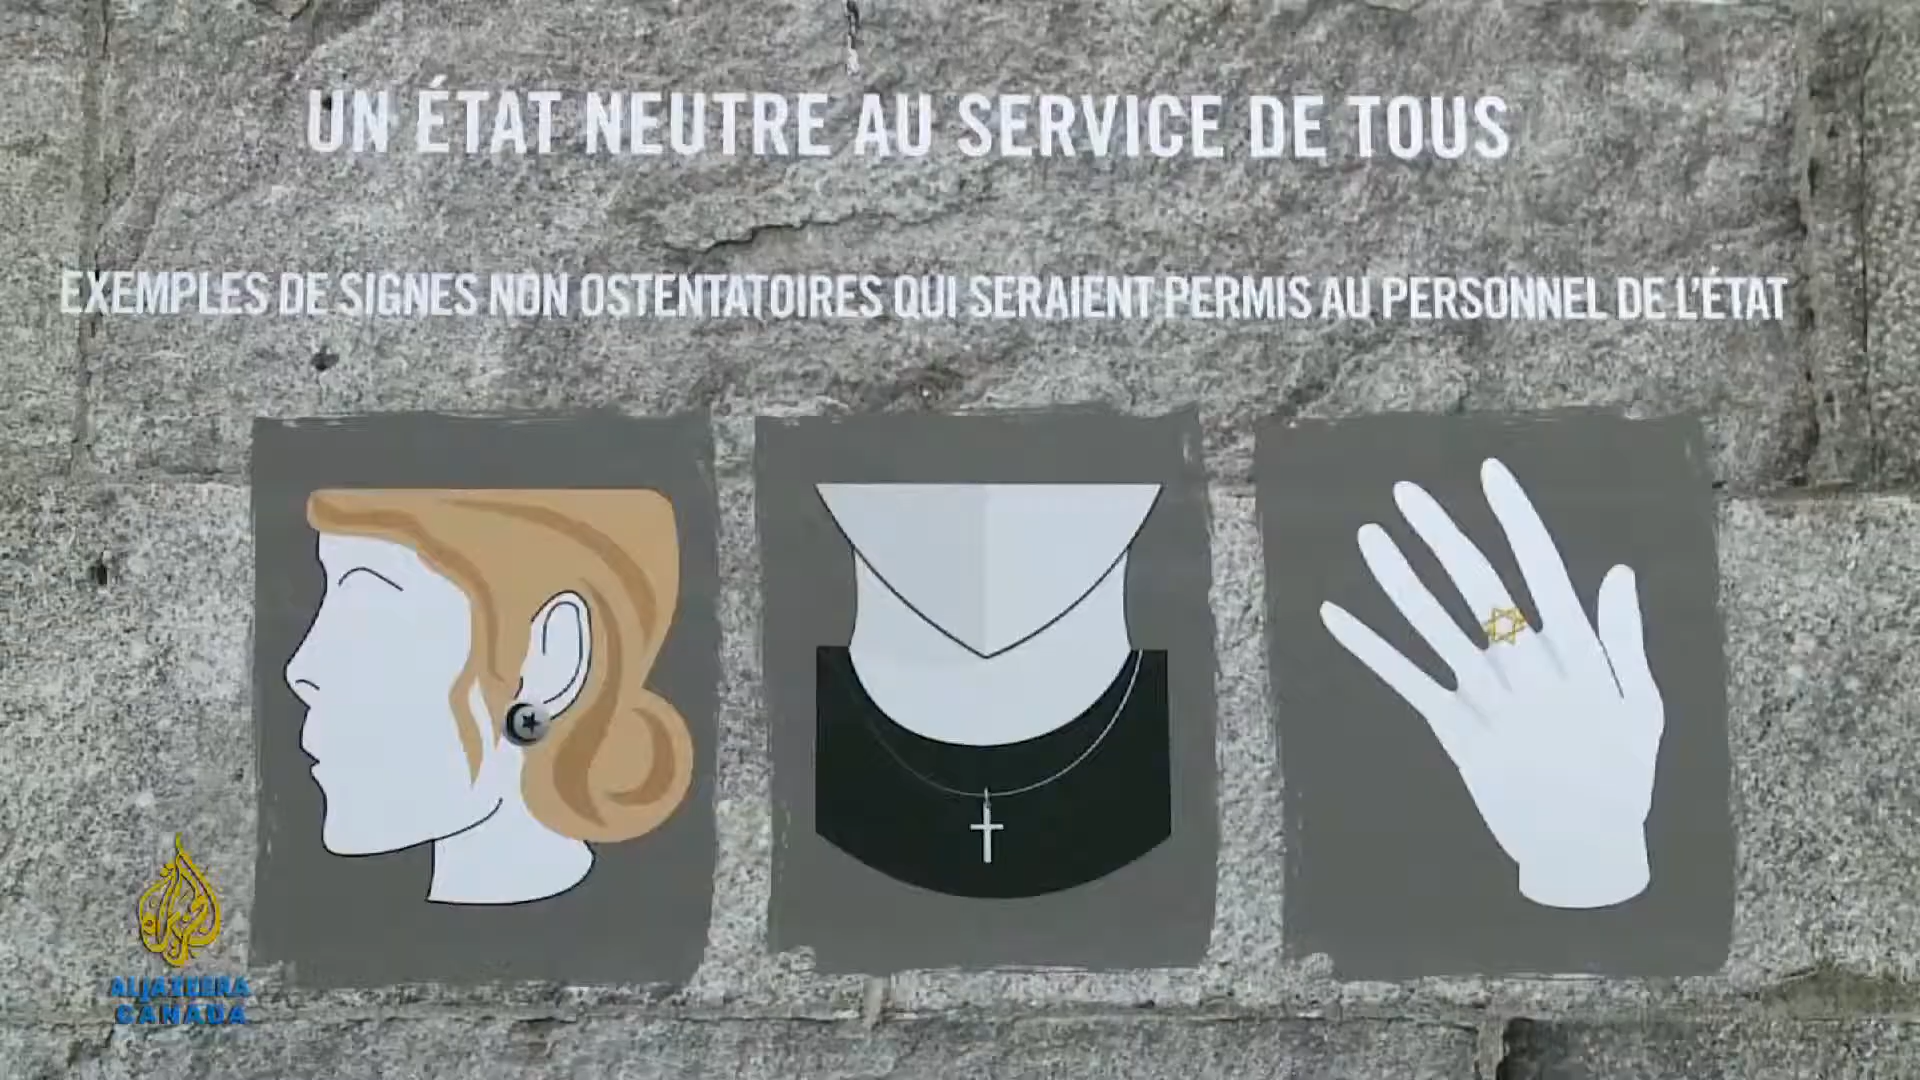 UN ÉTAT NEUTRE AU SERVICE DE TOUS
EXEMPLES DE SIGNES NON OSTENTATOIRES QUI SERAIENT PERMIS AU PERSONNEL DE L'ÉTAT
الجزيرة
ALJAZEERA
CANADA